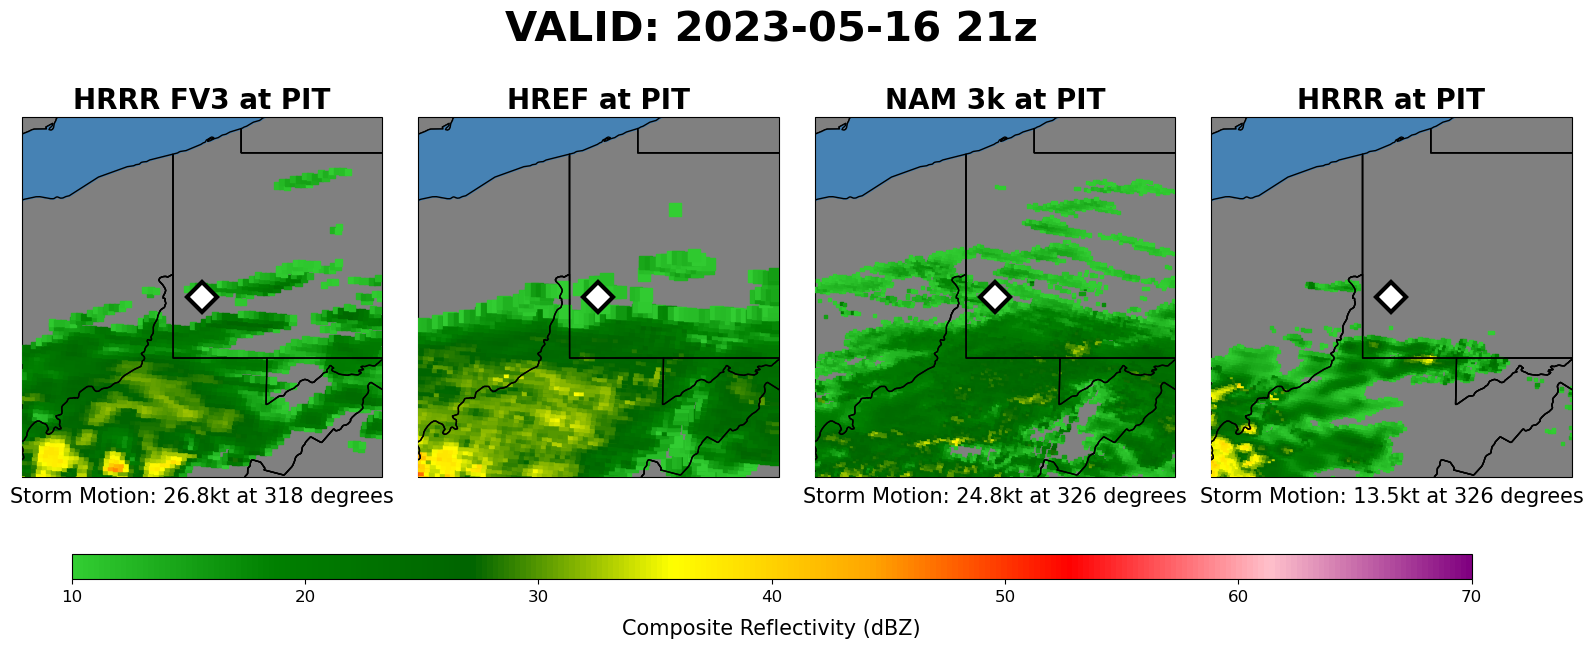 VALID: 2023-05-16 21z
HRRR FV3 at PIT
HREF at PIT
NAM 3k at PIT
HRRR at PIT
Storm Motion: 26.8kt at 318 degrees
Storm Motion: 24.8kt at 326 degrees
Storm Motion: 13.5kt at 326 degrees
10 20 30 40 50 60 70
Composite Reflectivity (dBZ)